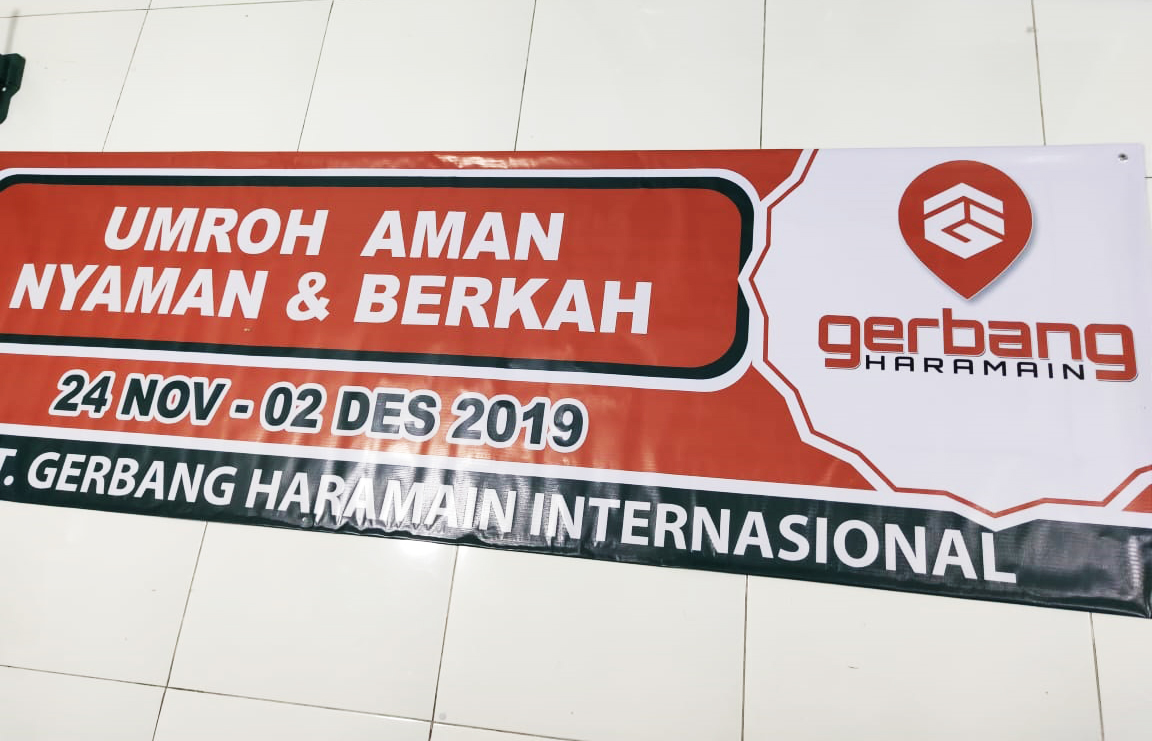 UMROH AMAN
NYAMAN & BERKAH
24 NOV - 02 DES 2019
T. GERBANG HARAMAIN INTERNASIONAL
gerbang
HARAMAIN